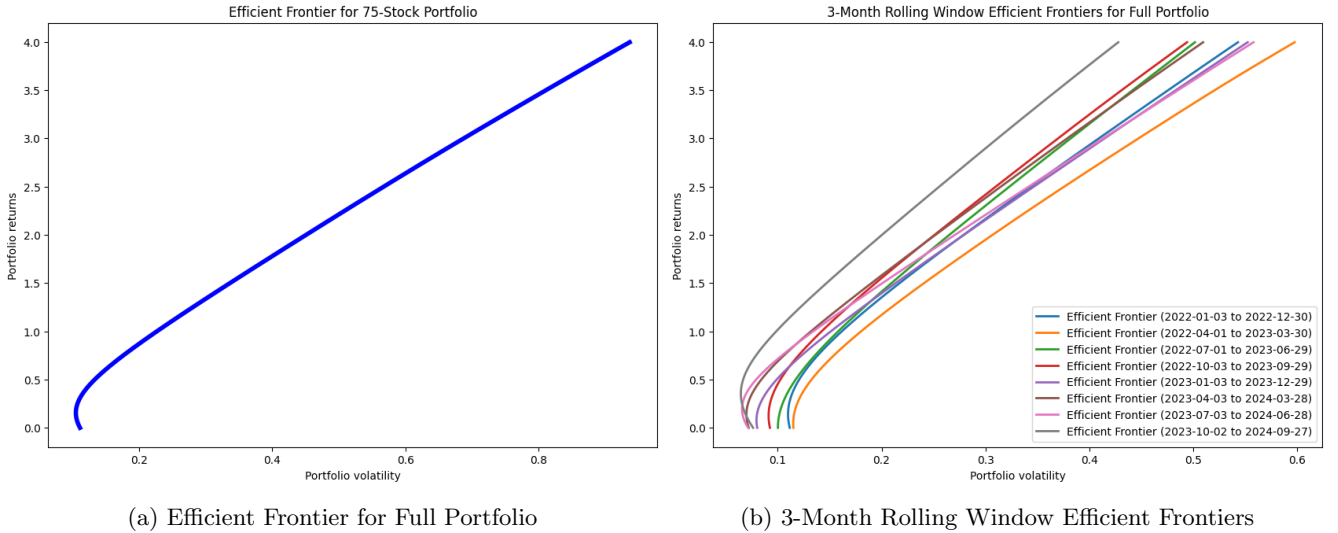 Efficient Frontier for 75-Stock Portfolio
4.0
3.5
3.0
2.5
2.0
1.5
1.0
0.5
0.0
Portfolio returns
0.2
0.4
0.6
0.8
Portfolio volatility
(a) Efficient Frontier for Full Portfolio
3-Month Rolling Window Efficient Frontiers for Full Portfolio
4.0
3.5
3.0
2.5
2.0
1.5
1.0
0.5
0.0
Portfolio returns
Efficient Frontier (2022-01-03 to 2022-12-30)
Efficient Frontier (2022-04-01 to 2023-03-30)
Efficient Frontier (2022-07-01 to 2023-06-29)
Efficient Frontier (2022-10-03 to 2023-09-29)
Efficient Frontier (2023-01-03 to 2023-12-29)
Efficient Frontier (2023-04-03 to 2024-03-28)
Efficient Frontier (2023-07-03 to 2024-06-28)
Efficient Frontier (2023-10-02 to 2024-09-27)
0.1
0.2
0.3
0.4
0.5
0.6
Portfolio volatility
(b) 3-Month Rolling Window Efficient Frontiers